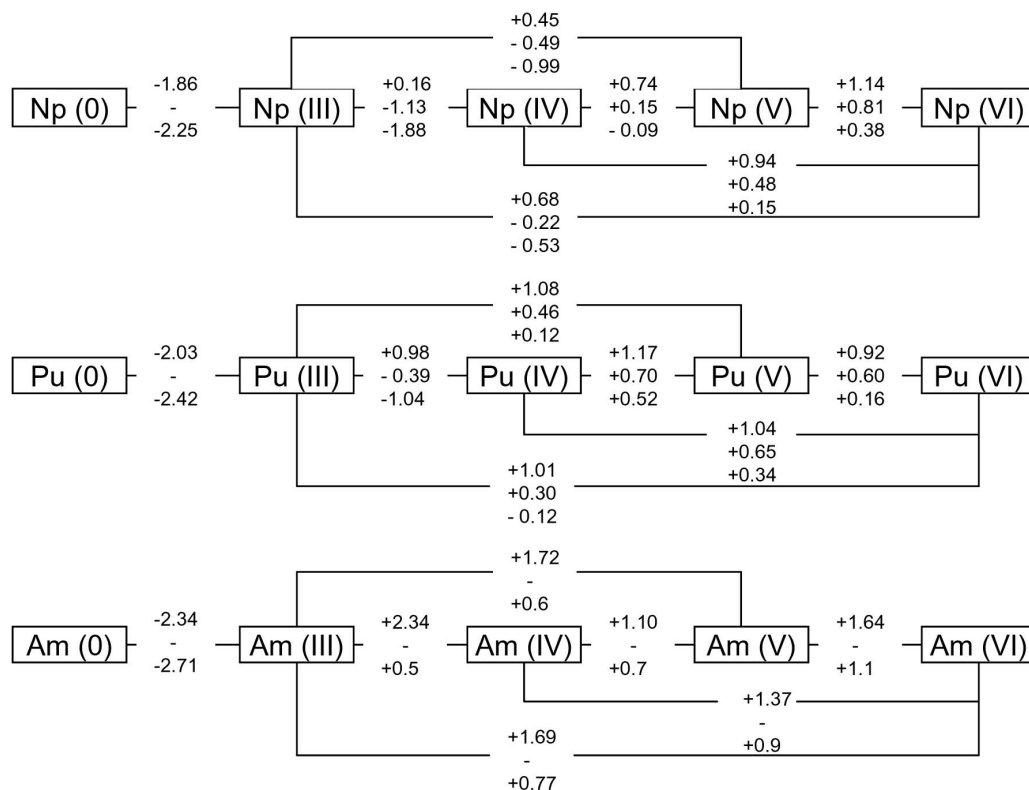 +0.45
- 0.49
- 0.99
-1.86 +0.16 +0.74 +1.14
Np (0) - Np (III) -1.13 Np (IV) +0.15 Np (V) +0.81 Np (VI)
-2.25 -1.88 - 0.09 +0.38
+0.94
+0.68 +0.48
- 0.22 +0.15
- 0.53
+1.08
+0.46
+0.12
-2.03 +0.98 +1.17 +0.92
Pu (0) - Pu (III) - 0.39 Pu (IV) +0.70 Pu (V) +0.60 Pu (VI)
-2.42 -1.04 +0.52 +0.16
+1.04
+1.01 +0.65
+0.30 +0.34
- 0.12
+1.72
-
+0.6
-2.34 +2.34 +1.10 +1.64
Am (0) - Am (III) - Am (IV) - Am (V) - Am (VI)
-2.71 +0.5 +0.7 +1.1
+1.37
+1.69 -
- +0.9
+0.77